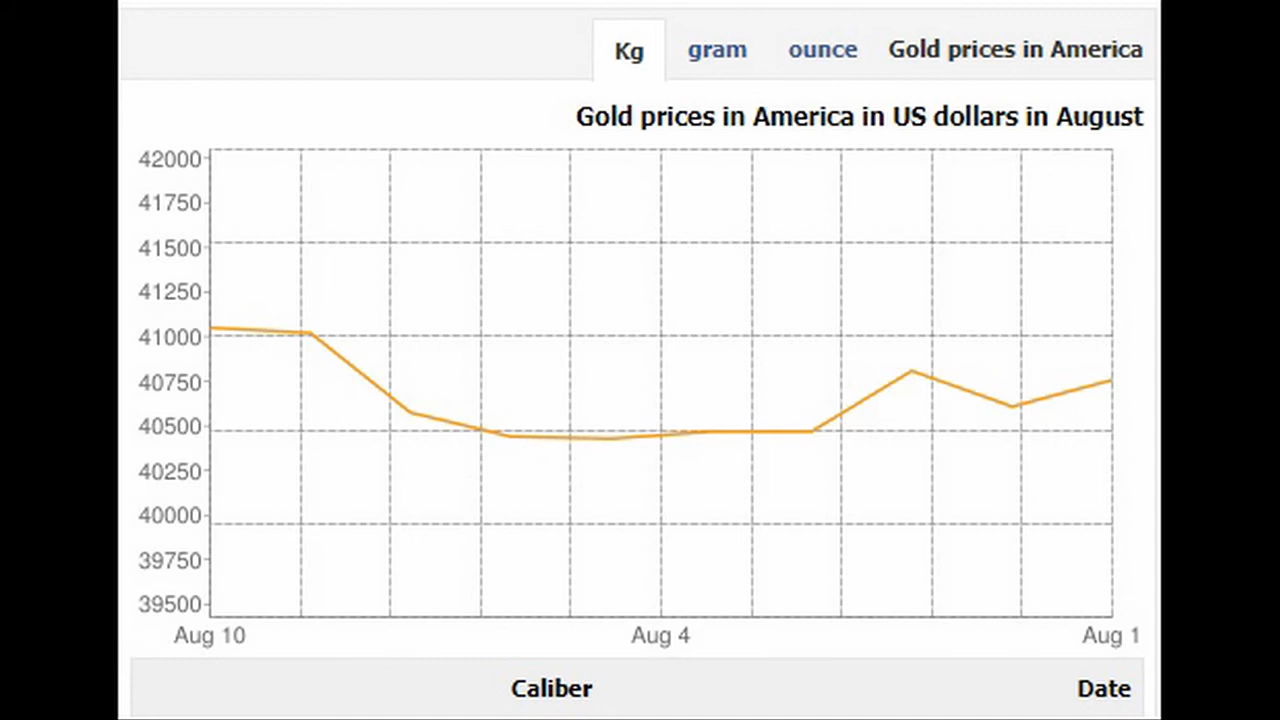 Kg gram ounce Gold prices in America
Gold prices in America in US dollars in August
42000
41750
41500
41250
41000
40750
40500
40250
40000
39750
39500
Aug 10 Aug 4 Aug 1
Caliber Date